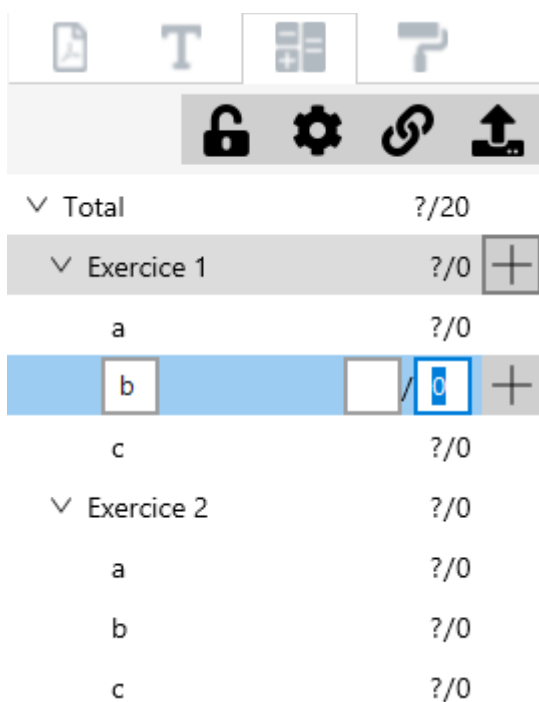 T
Total ?/20
Exercice 1 ?/0
a ?/0
b / 0
c ?/0
Exercice 2 ?/0
a ?/0
b ?/0
c ?/0